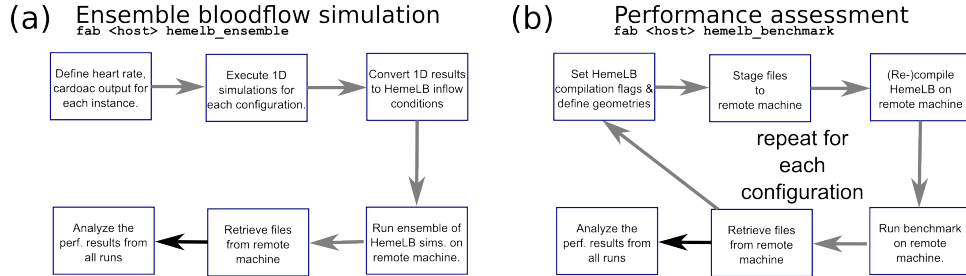 (a) Ensemble bloodflow simulation
fab <host> hemelb_ensemble
Define heart rate,
cardoac output for
each instance.
Execute 1D
simulations for
each configuration.
Convert 1D results
to HemeLB inflow
conditions
Run ensemble of
HemeLB sims. on
remote machine.
Retrieve files
from remote
machine
Analyze the
perf. results from
all runs
(b) Performance assessment
fab <host> hemelb_benchmark
Set HemeLB
compilation flags &
define geometries
Stage files
to
remote machine
(Re-)compile
HemeLB on
remote machine
repeat for
each
configuration
Run benchmark
on remote
machine.
Retrieve files
from remote
machine
Analyze the
perf. results from
all runs